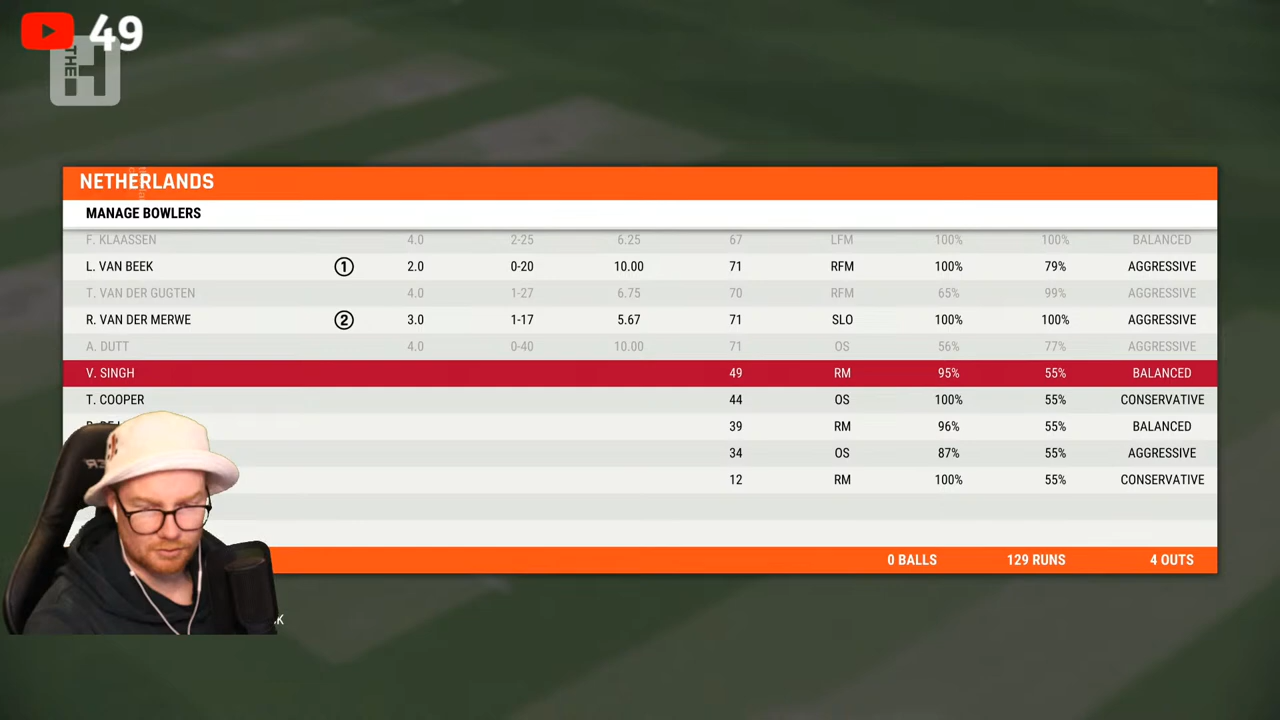 49
THE H
NETHERLANDS
MANAGE BOWLERS
F. KLAASSEN 4.0 2-25 6.25 67 LFM 100% 100% BALANCED
L. VAN BEEK 1 2.0 0-20 10.00 71 RFM 100% 79% AGGRESSIVE
T. VAN DER GUGTEN 4.0 1-27 6.75 70 RFM 65% 99% AGGRESSIVE
R. VAN DER MERWE 2 3.0 1-17 5.67 71 SLO 100% 100% AGGRESSIVE
A. DUTT 4.0 0-40 10.00 71 OS 56% 77% AGGRESSIVE
V. SINGH 49 RM 95% 55% BALANCED
T. COOPER 44 OS 100% 55% CONSERVATIVE
39 RM 96% 55% BALANCED
34 OS 87% 55% AGGRESSIVE
12 RM 100% 55% CONSERVATIVE
0 BALLS 129 RUNS 4 OUTS